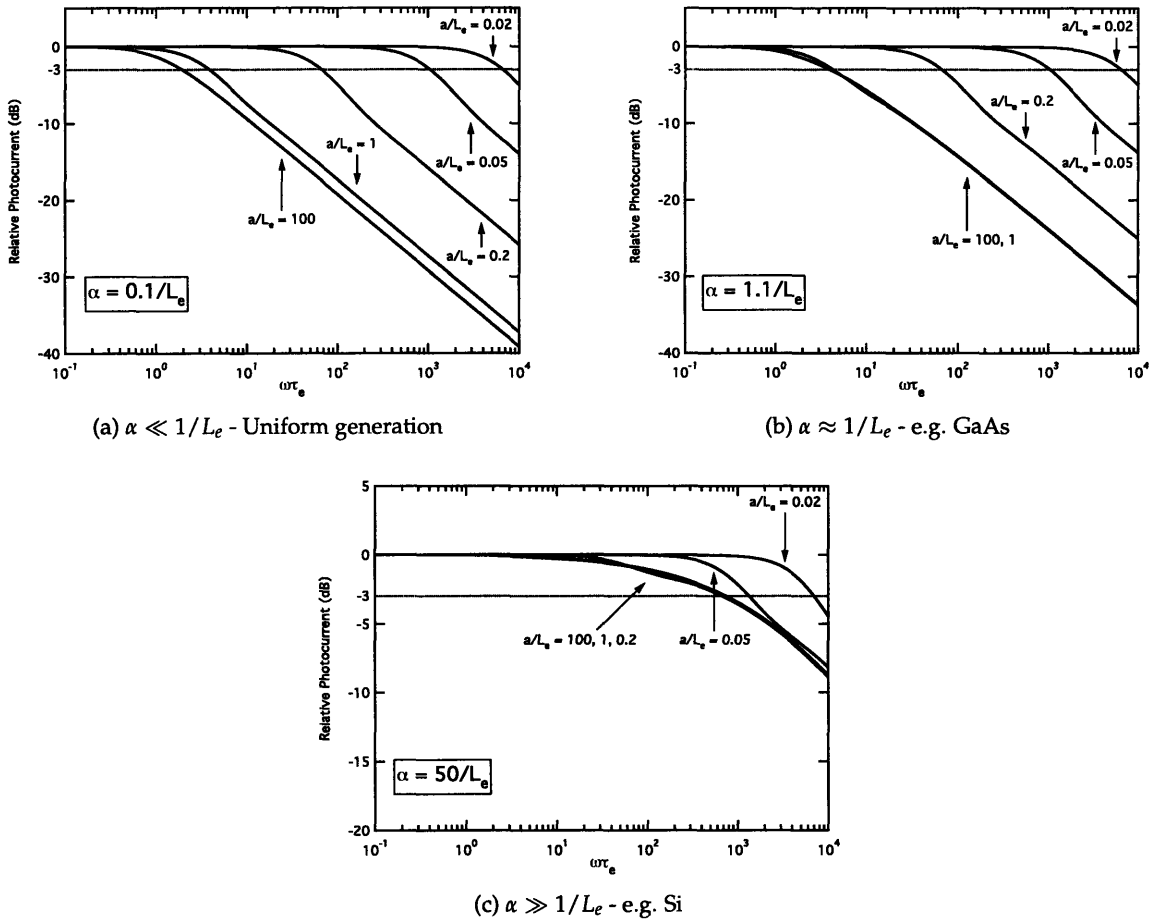 a/Lₑ = 0.02
Relative Photocurrent (dB)
0
-3
-10
-20
-30
-40
a/Lₑ = 1
a/Lₑ = 0.05
a/Lₑ = 100
a/Lₑ = 0.2
α = 0.1/Lₑ
10⁻¹ 10⁰ 10¹ 10² 10³ 10⁴
ωτₑ
(a) α ≪ 1/Lₑ - Uniform generation
a/Lₑ = 0.02
Relative Photocurrent (dB)
0
-3
-10
-20
-30
-40
a/Lₑ = 0.2
a/Lₑ = 0.05
a/Lₑ = 100, 1
α = 1.1/Lₑ
10⁻¹ 10⁰ 10¹ 10² 10³ 10⁴
ωτₑ
(b) α ≈ 1/Lₑ - e.g. GaAs
Relative Photocurrent (dB)
5
0
-3
-5
-10
-15
-20
a/Lₑ = 0.02
a/Lₑ = 100, 1, 0.2
a/Lₑ = 0.05
α = 50/Lₑ
10⁻¹ 10⁰ 10¹ 10² 10³ 10⁴
ωτₑ
(c) α ≫ 1/Lₑ - e.g. Si